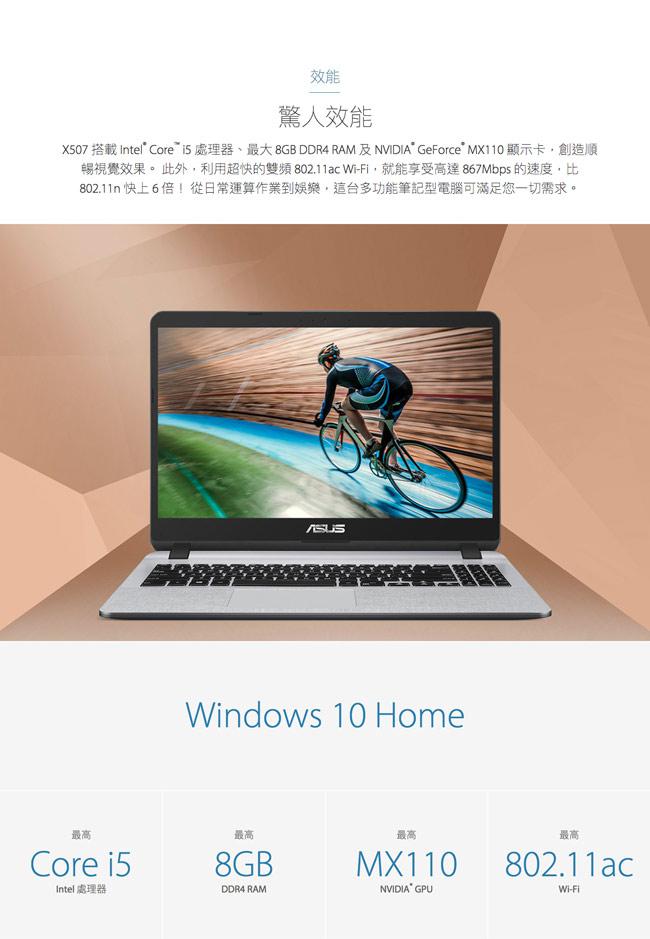 效能
驚人效能
X507 搭載 Intel® Core™ i5 處理器、最大 8GB DDR4 RAM 及 NVIDIA® GeForce® MX110 顯示卡，創造順
暢視覺效果。 此外，利用超快的雙頻 802.11ac Wi-Fi，就能享受高達 867Mbps 的速度，比
802.11n 快上 6 倍！ 從日常運算作業到娛樂，這台多功能筆記型電腦可滿足您一切需求。
ASUS
Windows 10 Home
最高 最高 最高 最高
Core i5 8GB MX110 802.11ac
Intel 處理器 DDR4 RAM NVIDIA® GPU Wi-Fi